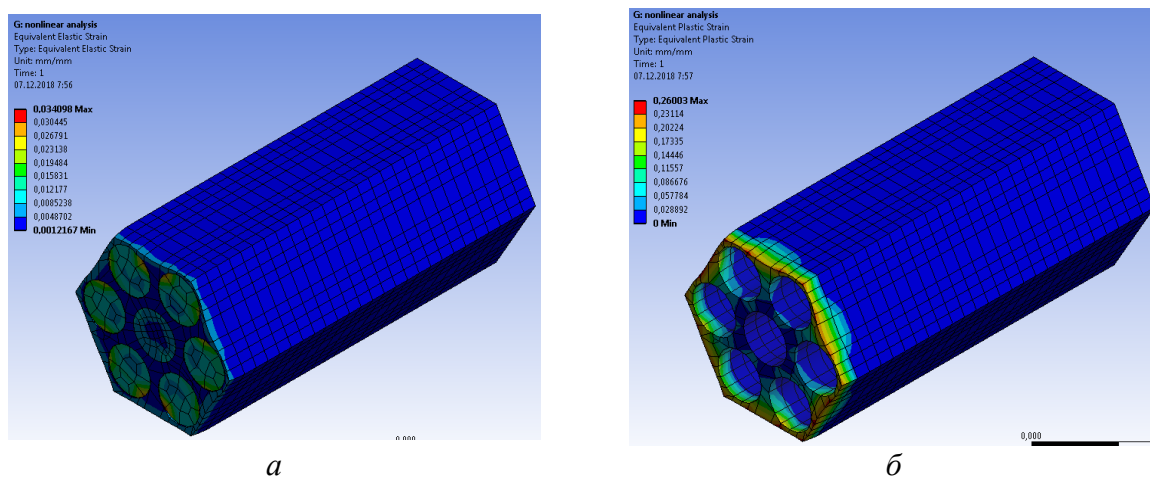 G: nonlinear analysis
Equivalent Elastic Strain
Type: Equivalent Elastic Strain
Unit: mm/mm
Time: 1
07.12.2018 7:56
0,034098 Max
0,030445
0,026791
0,023138
0,019484
0,015831
0,012177
0,0085238
0,0048702
0,0012167 Min
0,000
а
G: nonlinear analysis
Equivalent Plastic Strain
Type: Equivalent Plastic Strain
Unit: mm/mm
Time: 1
07.12.2018 7:57
0,26003 Max
0,23114
0,20224
0,17335
0,14446
0,11557
0,086676
0,057784
0,028892
0 Min
0,000
б